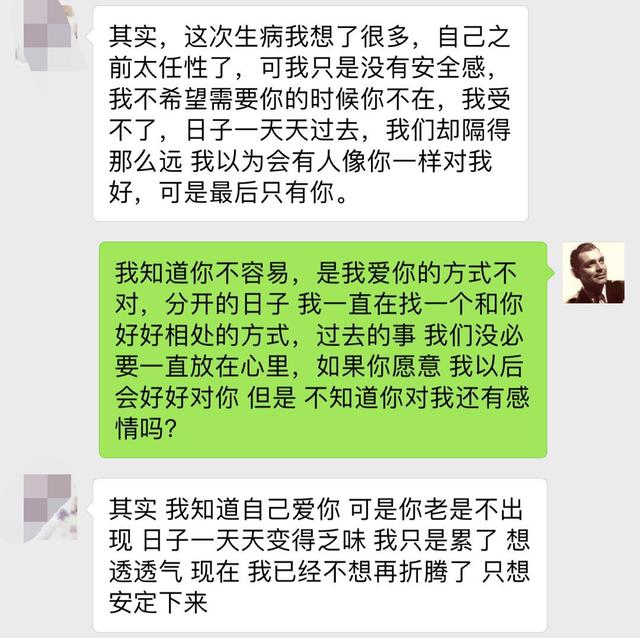 其实，这次生病我想了很多，自己之
前太任性了，可我只是没有安全感，
我不希望需要你的时候你不在，我受
不了，日子一天天过去，我们却隔得
那么远 我以为会有人像你一样对我
好，可是最后只有你。
我知道你不容易，是我爱你的方式不
对，分开的日子 我一直在找一个和你
好好相处的方式，过去的事 我们没必
要一直放在心里，如果你愿意 我以后
会好好对你 但是 不知道你对我还有感
情吗?
其实 我知道自己爱你 可是你老是不出
现 日子一天天变得乏味 我只是累了 想
透透气 现在 我已经不想再折腾了 只想
安定下来